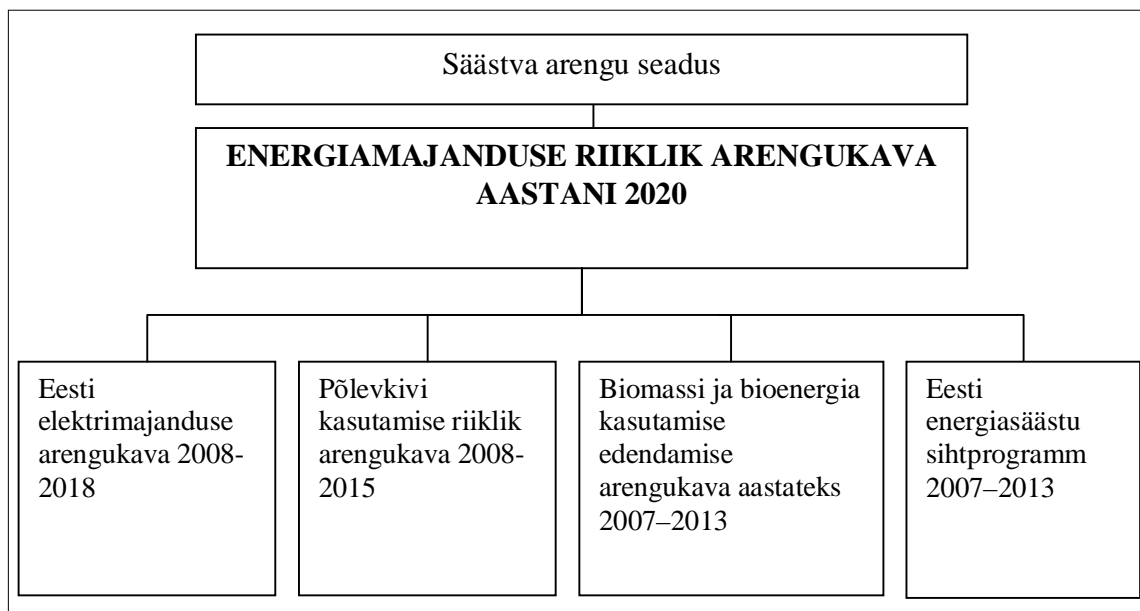 Säästva arengu seadus
ENERGIAMAJANDUSE RIIKLIK ARENGUKAVA
AASTANI 2020
Eesti
elektrimajanduse
arengukava 2008-
2018
Põlevkivi
kasutamise riiklik
arengukava 2008-
2015
Biomassi ja bioenergia
kasutamise
edendamise
arengukava aastateks
2007–2013
Eesti
energiasäästu
sihtprogramm
2007–2013